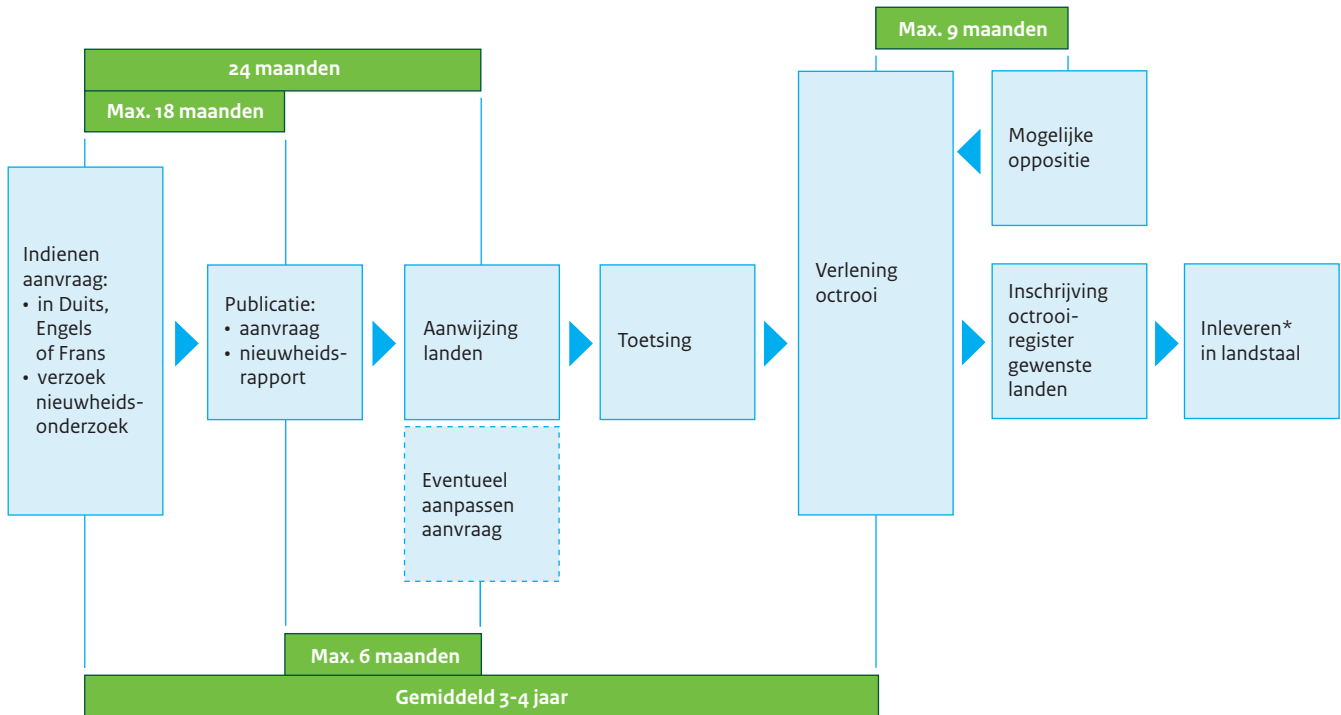 Max. 9 maanden
24 maanden
Max. 18 maanden
Indienen
aanvraag:
• in Duits,
Engels
of Frans
• verzoek
nieuwheids-
onderzoek
Publicatie:
• aanvraag
• nieuwheids-
rapport
Aanwijzing
landen
Eventueel
aanpassen
aanvraag
Toetsing
Verlening
octrooi
Mogelijke
oppositie
Inschrijving
octrooi-
register
gewenste
landen
Inleveren*
in landstaal
Max. 6 maanden
Gemiddeld 3-4 jaar